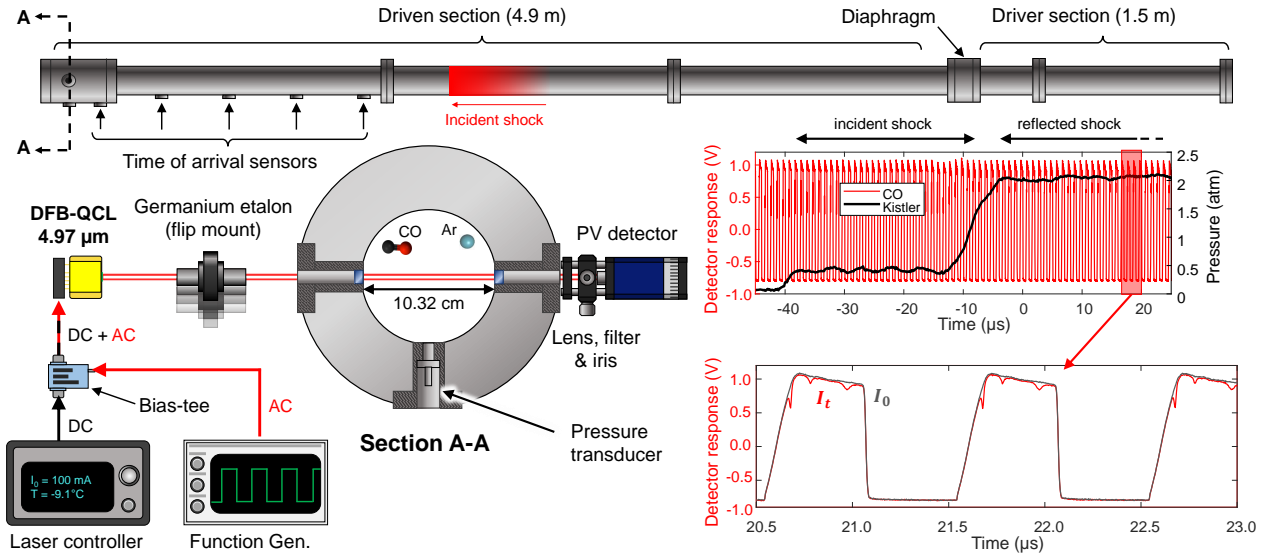 A
Driven section (4.9 m)
Diaphragm
Driver section (1.5 m)
Incident shock
A
Time of arrival sensors
DFB-QCL
4.97 µm
Germanium etalon
(flip mount)
CO
Ar
PV detector
10.32 cm
Lens, filter
& iris
DC + AC
Bias-tee
AC
DC
Section A-A
Pressure
transducer
I0 = 100 mA
T = -9.1°C
Laser controller
Function Gen.
incident shock
reflected shock
Detector response (V)
1.0
0.5
0.0
-0.5
-1.0
CO
Kistler
2.5
2
1.5
1
0.5
0
Pressure (atm)
-40
-30
-20
-10
0
10
20
Time (µs)
Detector response (V)
1.0
0.5
0.0
-0.5
-1.0
It
I0
20.5
21.0
21.5
22.0
22.5
23.0
Time (µs)